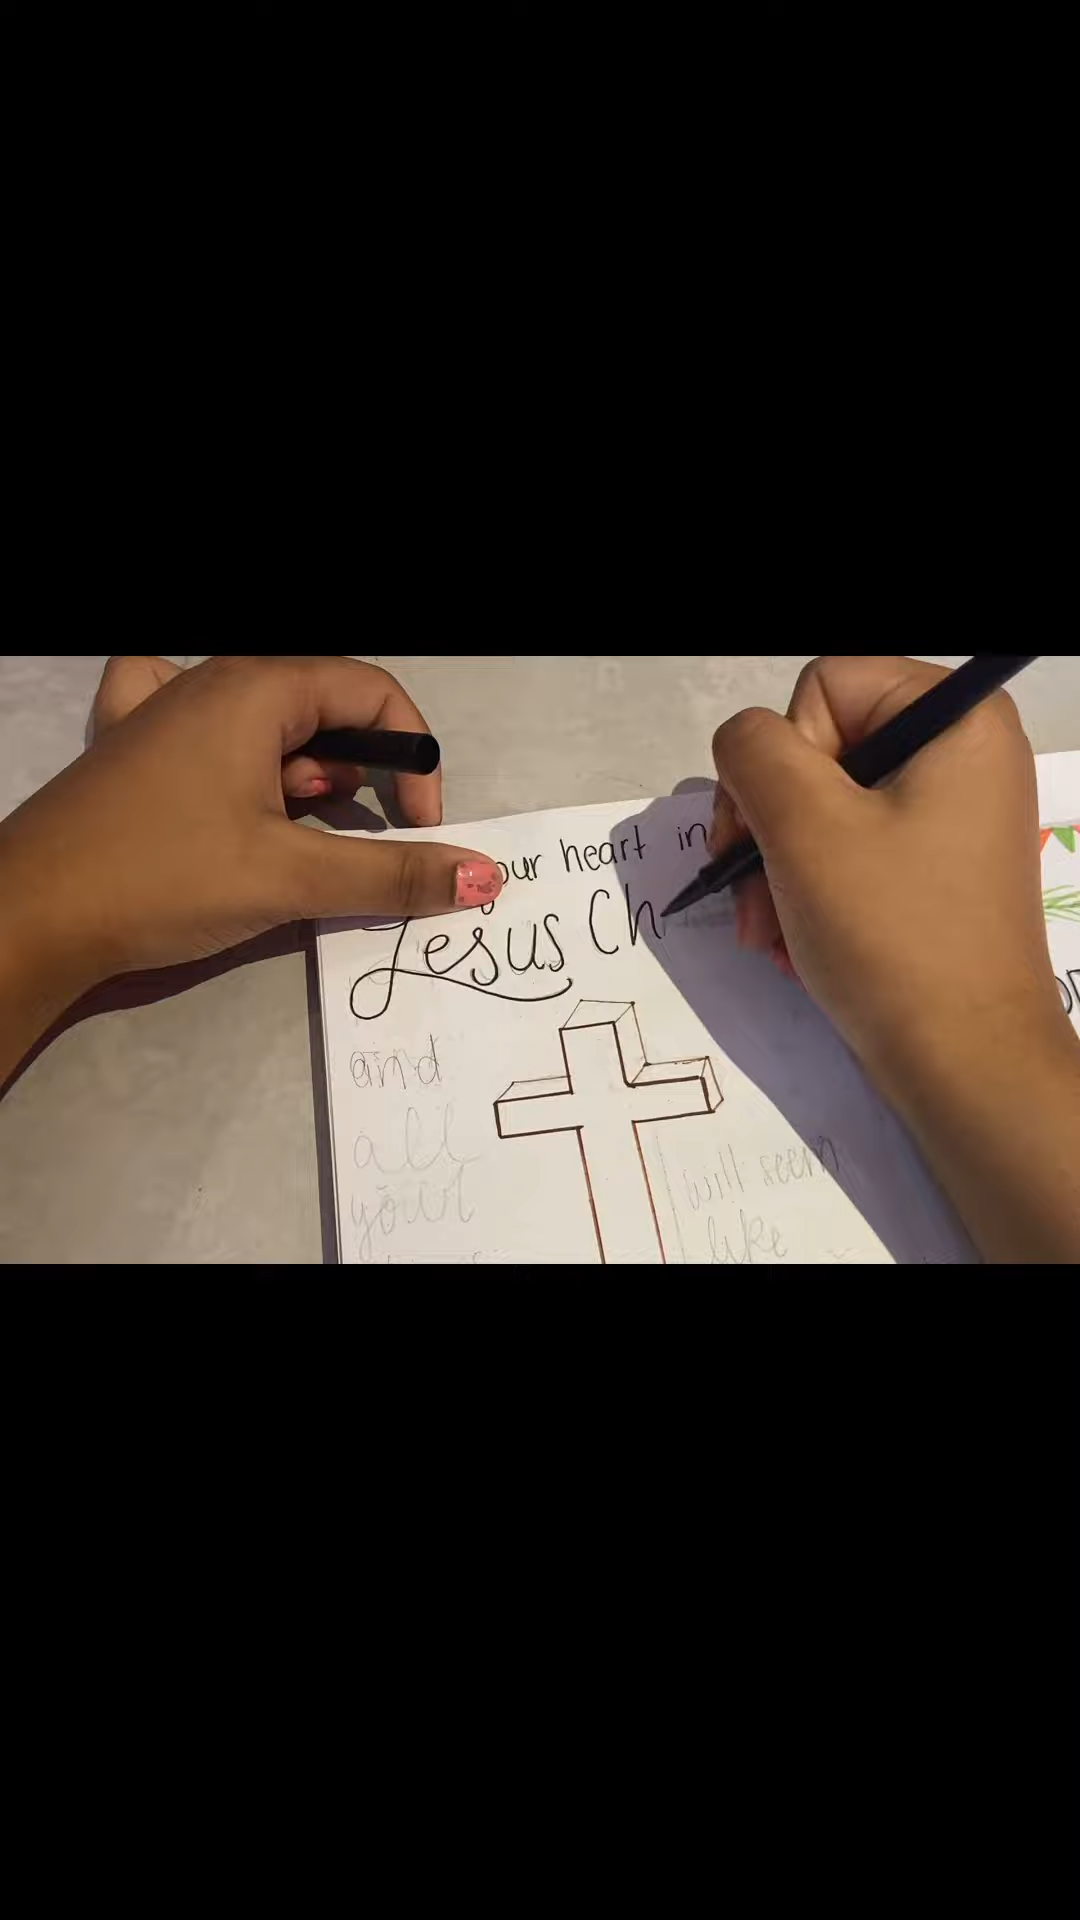 our heart in
Jesus Ch
and
all
your
will seem
like